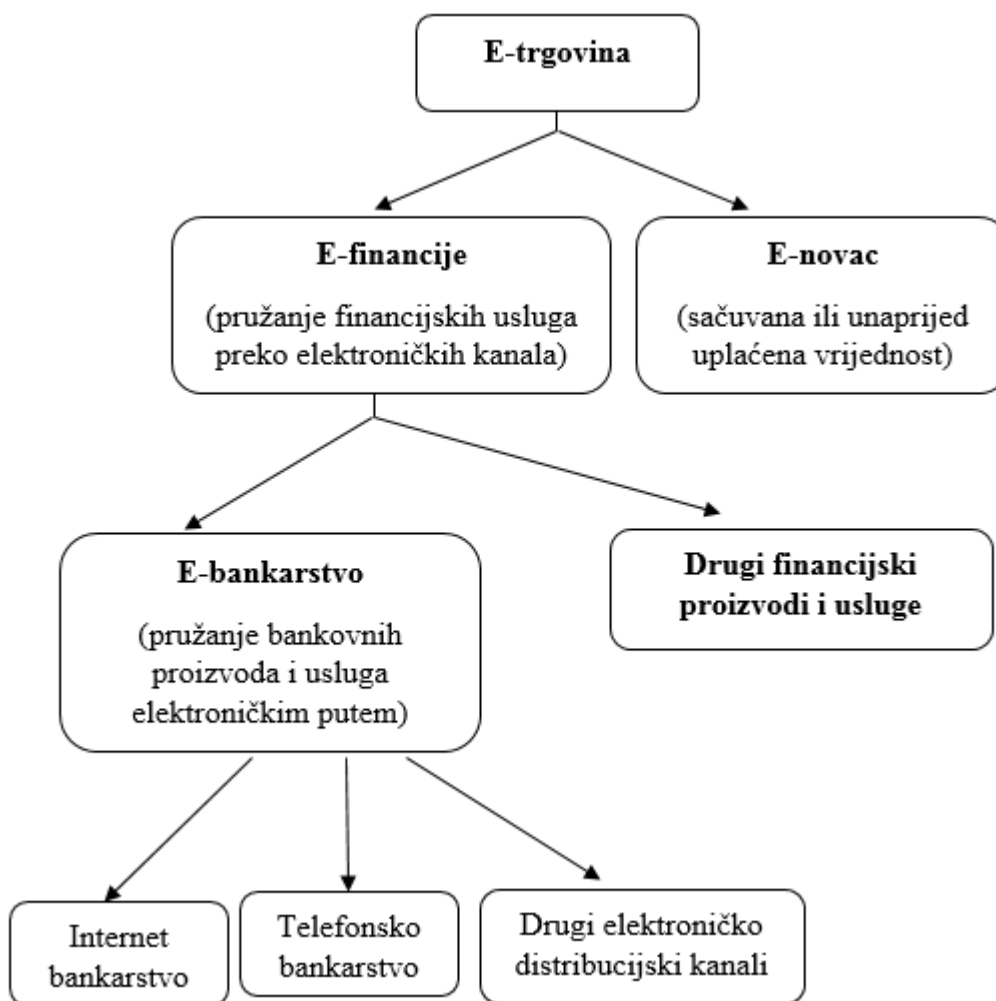 E-trgovina
E-financije
(pružanje financijskih usluga
preko elektroničkih kanala)
E-novac
(sačuvana ili unaprijed
uplaćena vrijednost)
E-bankarstvo
(pružanje bankovnih
proizvoda i usluga
elektroničkim putem)
Drugi financijski
proizvodi i usluge
Internet
bankarstvo
Telefonsko
bankarstvo
Drugi elektroničko
distribucijski kanali